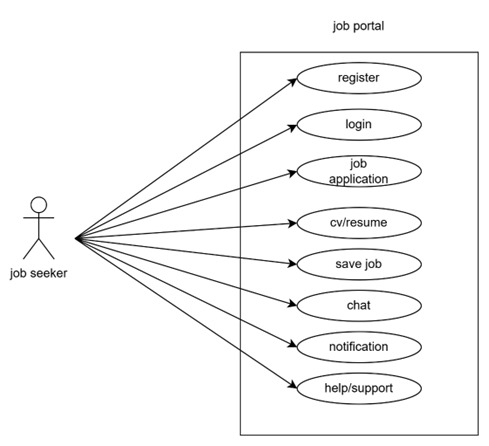 job portal
register
login
job
application
cv/resume
save job
job seeker
chat
notification
help/support